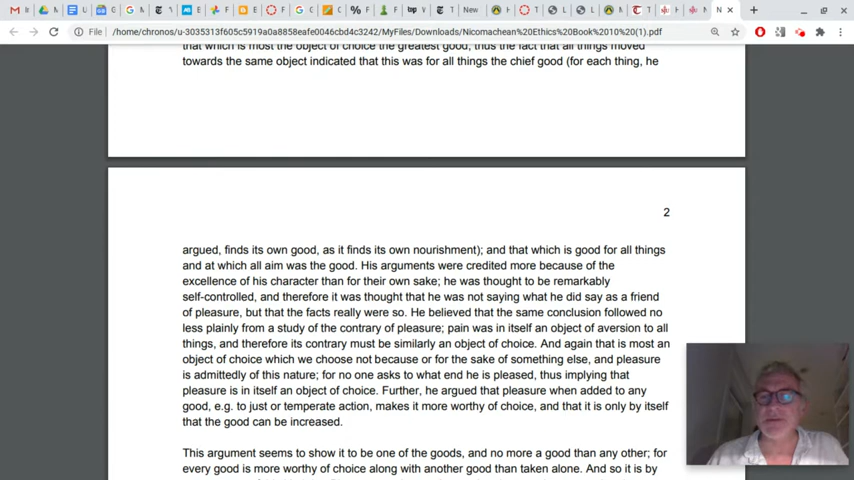 File
/home/chronos/u-3035313f605c5919a0a8858eafe0046dc3142332/MyFiles/Downloads/Nicomachean%20Ethics%20Book%2010%20(1).pdf
that which is most the object of choice the greatest good, thus the fact that all things moved
towards the same object indicated that this was for all things the chief good (for each thing, he
2
argued, finds its own good, as it finds its own nourishment); and that which is good for all things
and at which all aim was the good. His arguments were credited more because of the
excellence of his character than for their own sake; he was thought to be remarkably
self-controlled, and therefore it was thought that he was not saying what he did say as a friend
of pleasure, but that the facts really were so. He believed that the same conclusion followed no
less plainly from a study of the contrary of pleasure; pain was in itself an object of aversion to all
things, and therefore its contrary must be similarly an object of choice. And again that is most an
object of choice which we choose not because or for the sake of something else, and pleasure
is admittedly of this nature; for no one asks to what end he is pleased, thus implying that
pleasure is in itself an object of choice. Further, he argued that pleasure when added to any
good, e.g. to just or temperate action, makes it more worthy of choice, and that it is only by itself
that the good can be increased.
This argument seems to show it to be one of the goods, and no more a good than any other; for
every good is more worthy of choice along with another good than taken alone. And so it is by